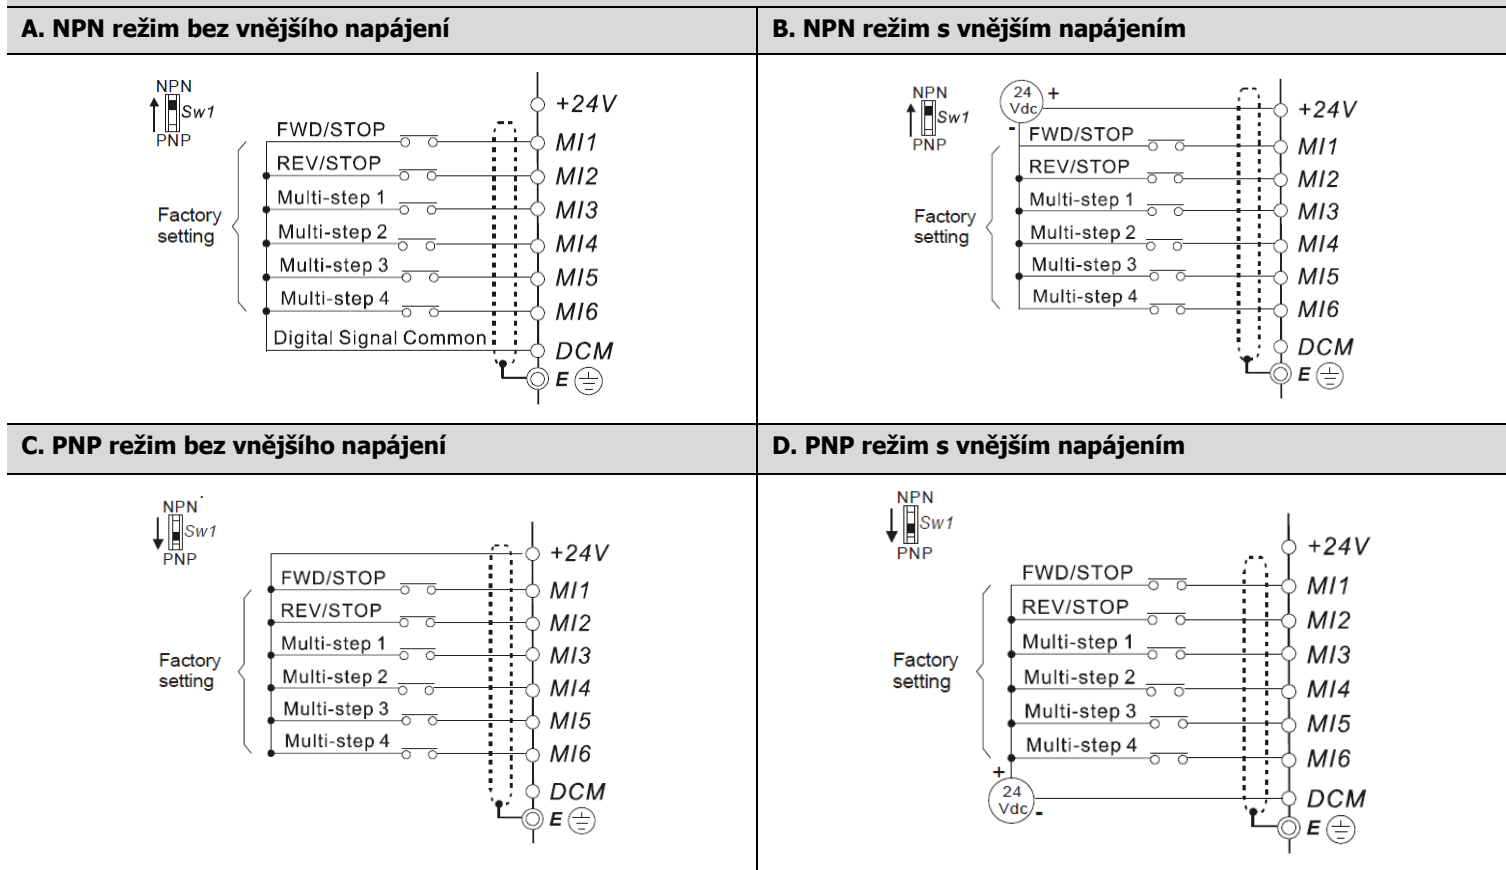 A. NPN režim bez vnějšího napájení
NPN
Sw1
PNP
+24V
FWD/STOP
MI1
REV/STOP
MI2
Multi-step 1
MI3
Factory
setting
Multi-step 2
MI4
Multi-step 3
MI5
Multi-step 4
MI6
Digital Signal Common
DCM
E
B. NPN režim s vnějším napájením
NPN
Sw1
PNP
24
Vdc
+
-
+24V
FWD/STOP
MI1
REV/STOP
MI2
Multi-step 1
MI3
Factory
setting
Multi-step 2
MI4
Multi-step 3
MI5
Multi-step 4
MI6
DCM
E
C. PNP režim bez vnějšího napájení
NPN
Sw1
PNP
+24V
FWD/STOP
MI1
REV/STOP
MI2
Multi-step 1
MI3
Factory
setting
Multi-step 2
MI4
Multi-step 3
MI5
Multi-step 4
MI6
DCM
E
D. PNP režim s vnějším napájením
NPN
Sw1
PNP
+24V
FWD/STOP
MI1
REV/STOP
MI2
Multi-step 1
MI3
Factory
setting
Multi-step 2
MI4
Multi-step 3
MI5
Multi-step 4
MI6
+
24
Vdc
-
DCM
E